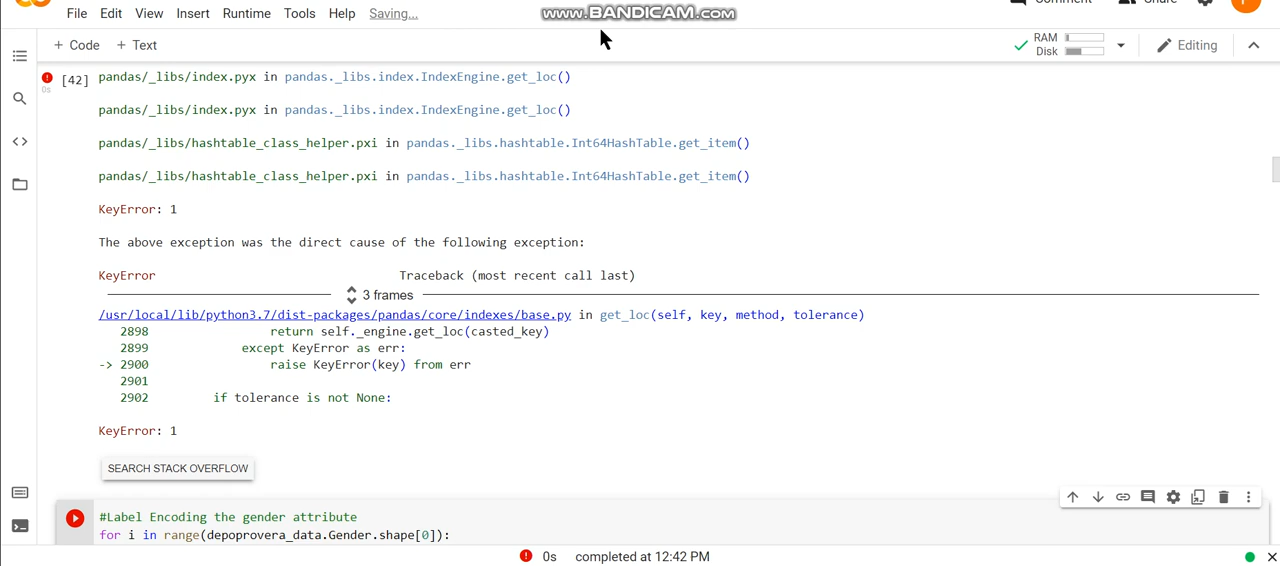 File Edit View Insert Runtime Tools Help Saving...
www.BANDICAM.com
Comment Share
+ Code + Text
RAM
Disk
Editing
[42]
0s
pandas/_libs/index.pyx in pandas._libs.index.IndexEngine.get_loc()
pandas/_libs/index.pyx in pandas._libs.index.IndexEngine.get_loc()
pandas/_libs/hashtable_class_helper.pxi in pandas._libs.hashtable.Int64HashTable.get_item()
pandas/_libs/hashtable_class_helper.pxi in pandas._libs.hashtable.Int64HashTable.get_item()
KeyError: 1
The above exception was the direct cause of the following exception:
KeyError Traceback (most recent call last)
3 frames
/usr/local/lib/python3.7/dist-packages/pandas/core/indexes/base.py in get_loc(self, key, method, tolerance)
2898 return self._engine.get_loc(casted_key)
2899 except KeyError as err:
-> 2900 raise KeyError(key) from err
2901
2902 if tolerance is not None:
KeyError: 1
SEARCH STACK OVERFLOW
#Label Encoding the gender attribute
for i in range(depoprovera_data.Gender.shape[0]):
0s completed at 12:42 PM